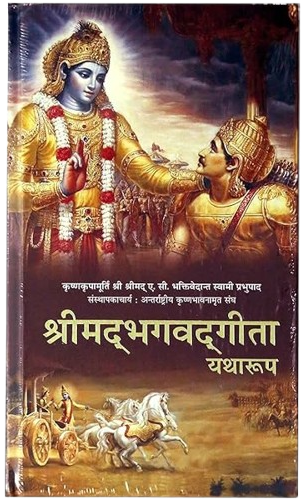 कृष्णकृपामूर्ति श्री श्रीमद् ए. सी. भक्तिवेदान्त स्वामी प्रभुपाद
संस्थापकाचार्य : अन्तर्राष्ट्रीय कृष्णभावनामृत संघ
श्रीमद्भगवद्गीता
यथारूप